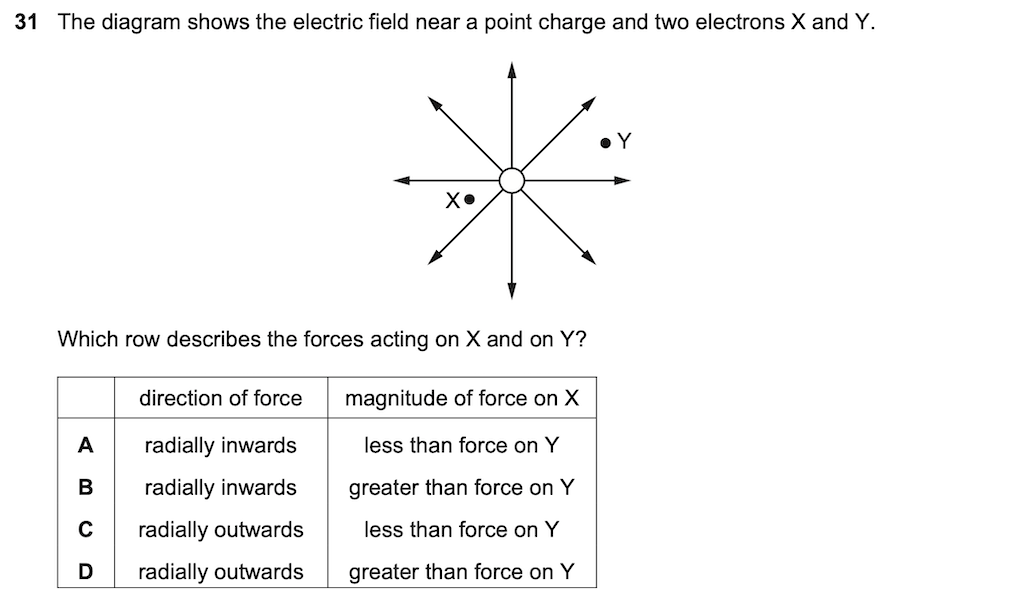 31 The diagram shows the electric field near a point charge and two electrons X and Y.
Y
X
Which row describes the forces acting on X and on Y?
direction of force magnitude of force on X
A radially inwards less than force on Y
B radially inwards greater than force on Y
C radially outwards less than force on Y
D radially outwards greater than force on Y